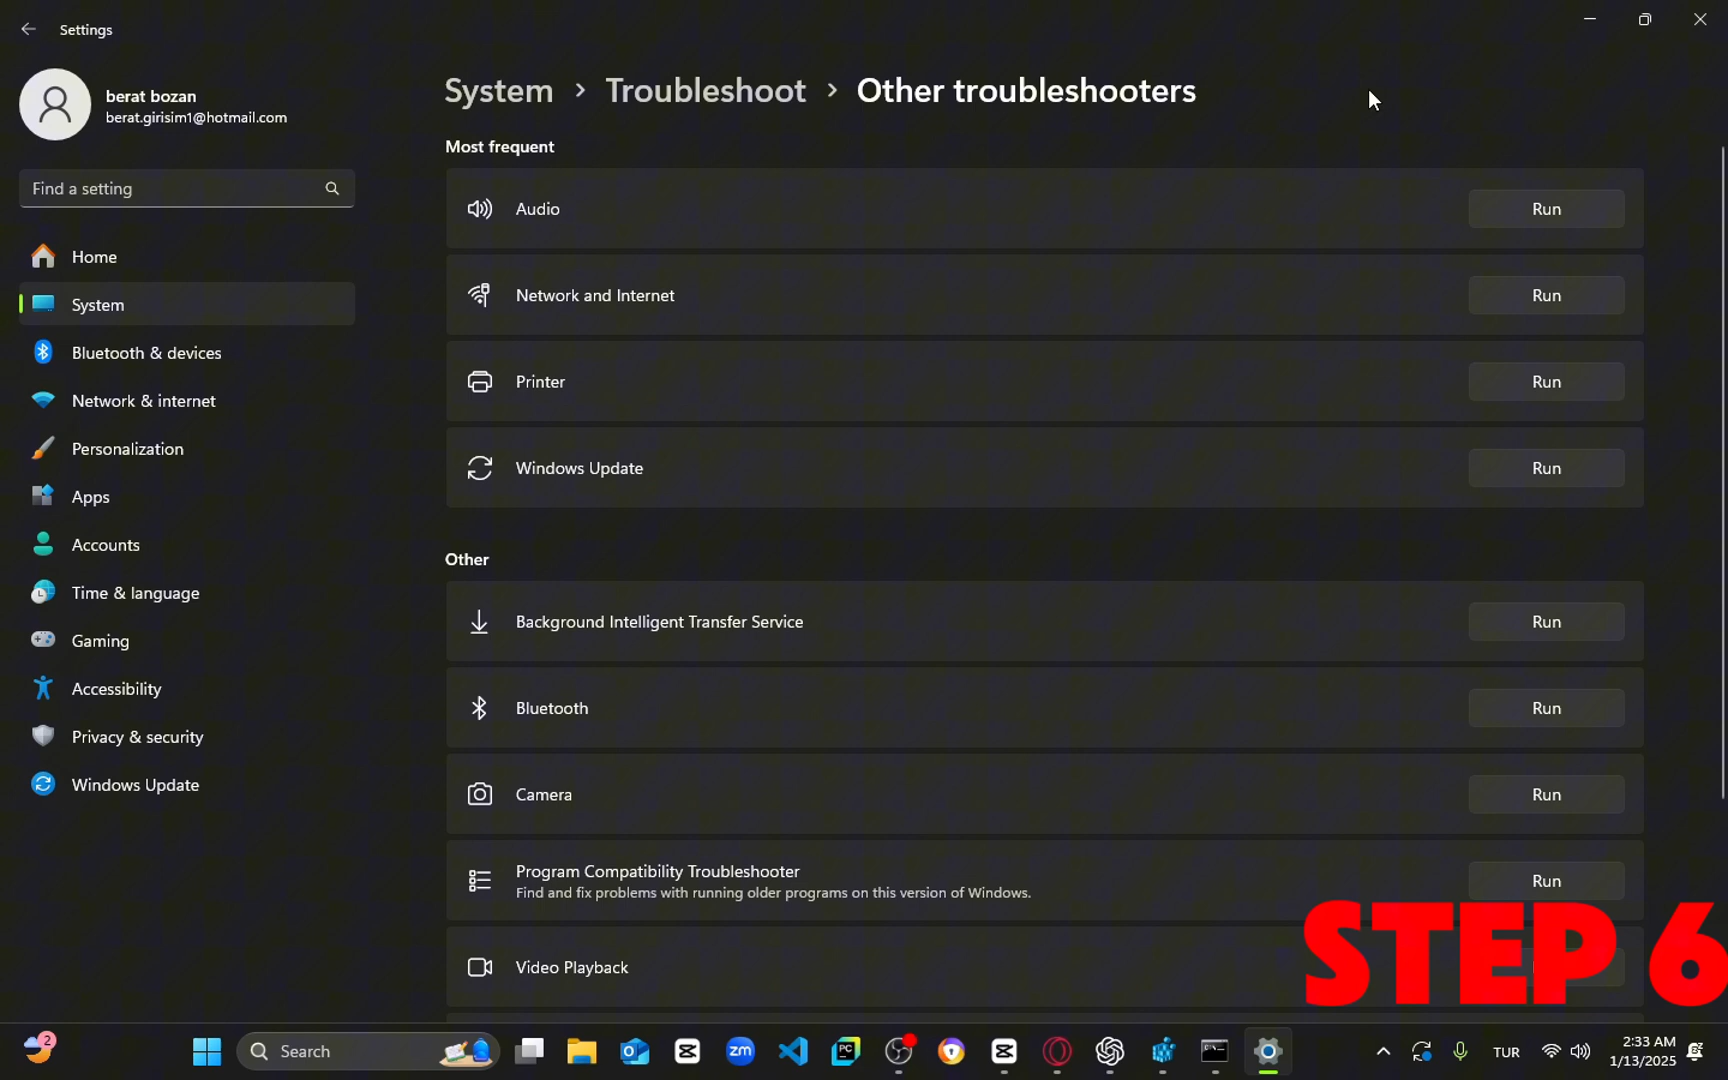 Settings
berat bozan
berat.girisim1@hotmail.com
Find a setting
Home
System
Bluetooth & devices
Network & internet
Personalization
Apps
Accounts
Time & language
Gaming
Accessibility
Privacy & security
Windows Update
System > Troubleshoot > Other troubleshooters
Most frequent
Audio
Run
Network and Internet
Run
Printer
Run
Windows Update
Run
Other
Background Intelligent Transfer Service
Run
Bluetooth
Run
Camera
Run
Program Compatibility Troubleshooter
Find and fix problems with running older programs on this version of Windows.
Run
Video Playback
STEP 6
2
Search
zm
PC
TUR
2:33 AM
1/13/2025